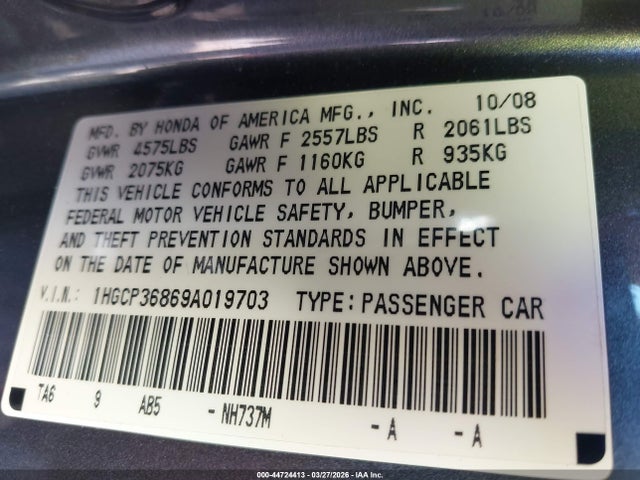 MFD. BY HONDA OF AMERICA MFG., INC. 10/08
GVWR 4575LBS GAWR F 2557LBS R 2061LBS
GVWR 2075KG GAWR F 1160KG R 935KG
THIS VEHICLE CONFORMS TO ALL APPLICABLE
FEDERAL MOTOR VEHICLE SAFETY, BUMPER,
AND THEFT PREVENTION STANDARDS IN EFFECT
ON THE DATE OF MANUFACTURE SHOWN ABOVE.
V.I.N.: 1HGCP36869A019703 TYPE: PASSENGER CAR
TA6 9 AB5 - NH737M - A - A
000-44724413 | 03/27/2026 | IAA Inc.